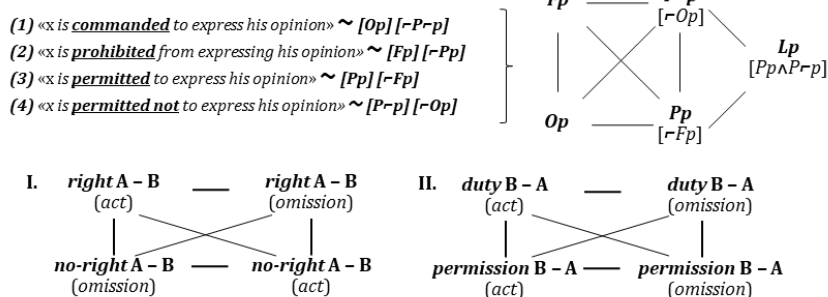 (1) «x is commanded to express his opinion» ~ [Op] [⌐P⌐p]
(2) «x is prohibited from expressing his opinion» ~ [Fp] [⌐Pp]
(3) «x is permitted to express his opinion» ~ [Pp] [⌐Fp]
(4) «x is permitted not to express his opinion» ~ [P⌐p] [⌐Op]
[⌐Op]
Lp
[Pp∧P⌐p]
Op
Pp
[⌐Fp]
I. right A – B right A – B
(act) (omission)
no-right A – B no-right A – B
(omission) (act)
II. duty B – A duty B – A
(act) (omission)
permission B – A permission B – A
(omission) (act) (omission)